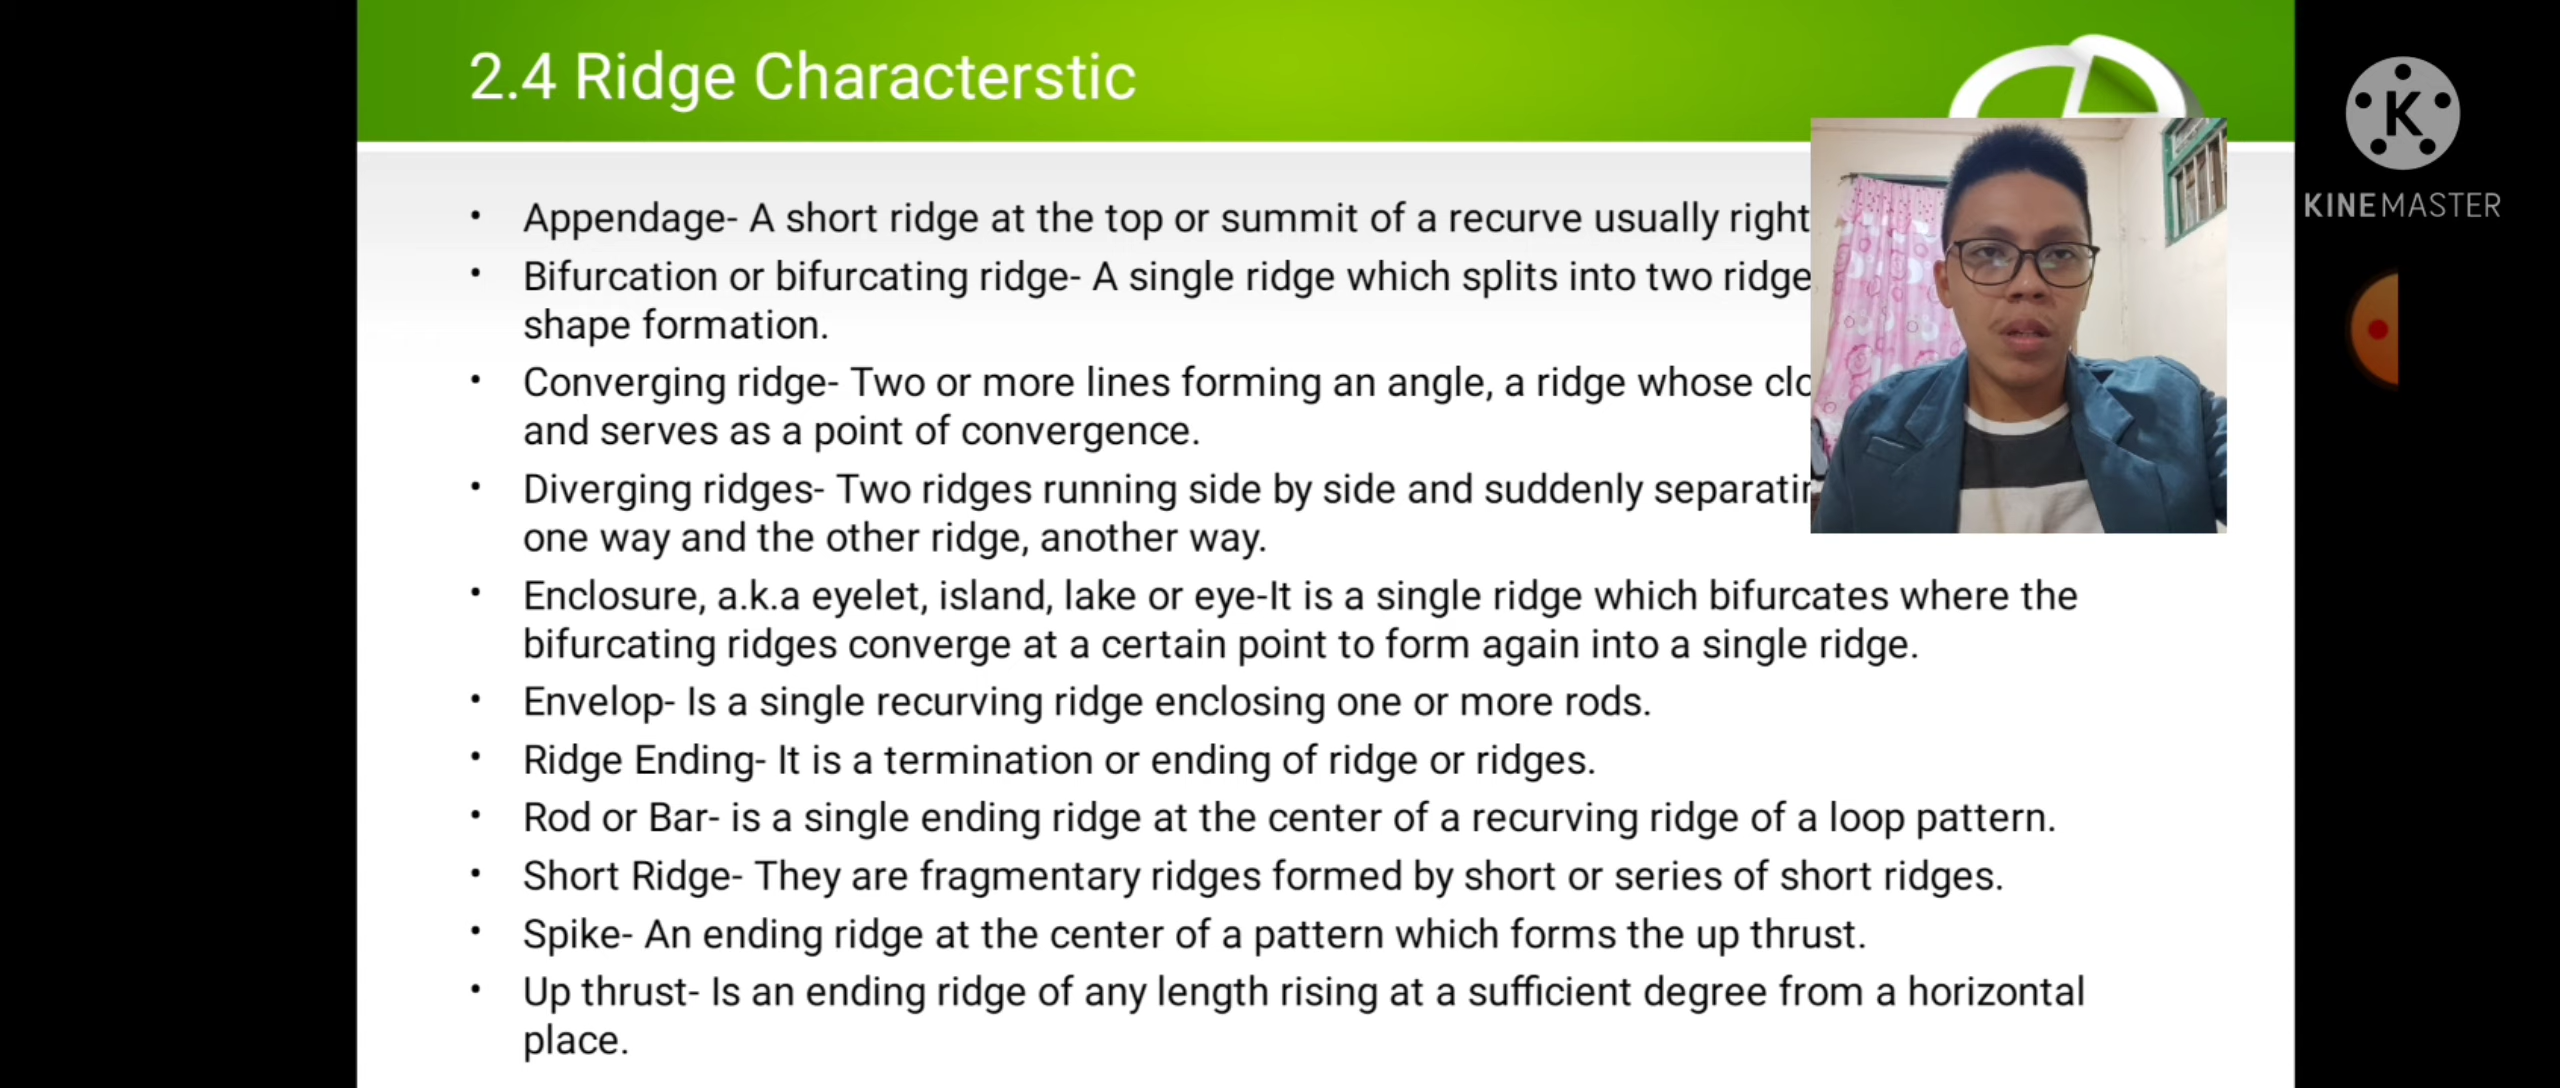 2.4 Ridge Characterstic
• Appendage- A short ridge at the top or summit of a recurve usually right
• Bifurcation or bifurcating ridge- A single ridge which splits into two ridge
shape formation.
• Converging ridge- Two or more lines forming an angle, a ridge whose
and serves as a point of convergence.
• Diverging ridges- Two ridges running side by side and suddenly
one way and the other ridge, another way.
• Enclosure, a.k.a eyelet, island, lake or eye-It is a single ridge which bifurcates where the
bifurcating ridges converge at a certain point to form again into a single ridge.
• Envelop- Is a single recurving ridge enclosing one or more rods.
• Ridge Ending- It is a termination or ending of ridge or ridges.
• Rod or Bar- is a single ending ridge at the center of a recurving ridge of a loop pattern.
• Short Ridge- They are fragmentary ridges formed by short or series of short ridges.
• Spike- An ending ridge at the center of a pattern which forms the up thrust.
• Up thrust- Is an ending ridge of any length rising at a sufficient degree from a horizontal
place.
K
KINEMASTER